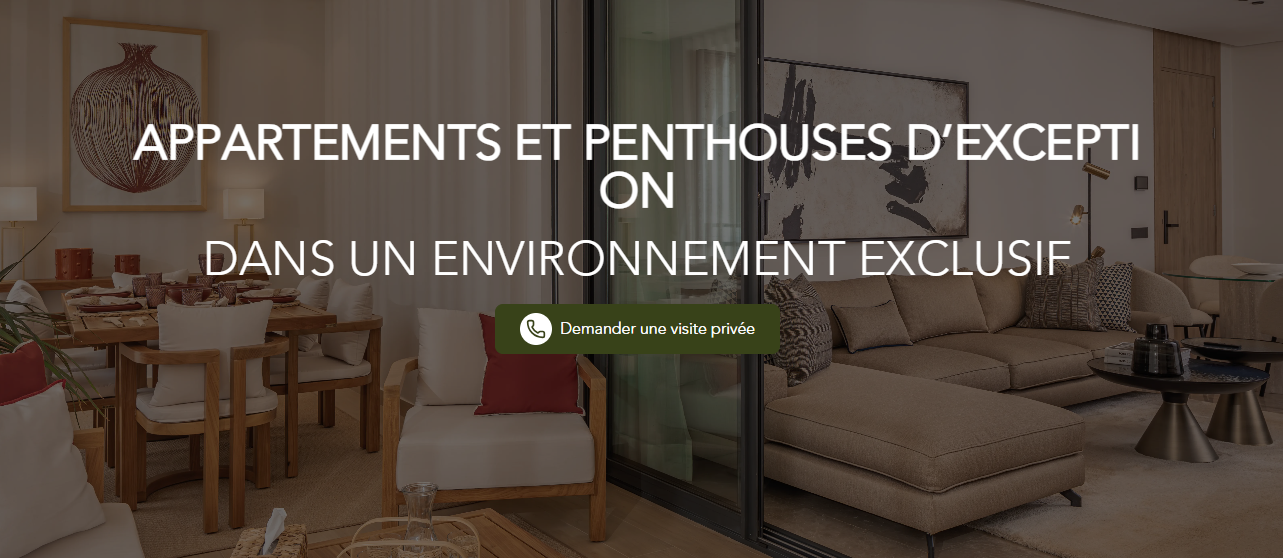 APPARTEMENTS ET PENTHOUSES D’EXCEPTI
ON
DANS UN ENVIRONNEMENT EXCLUSIF
Demander une visite privée